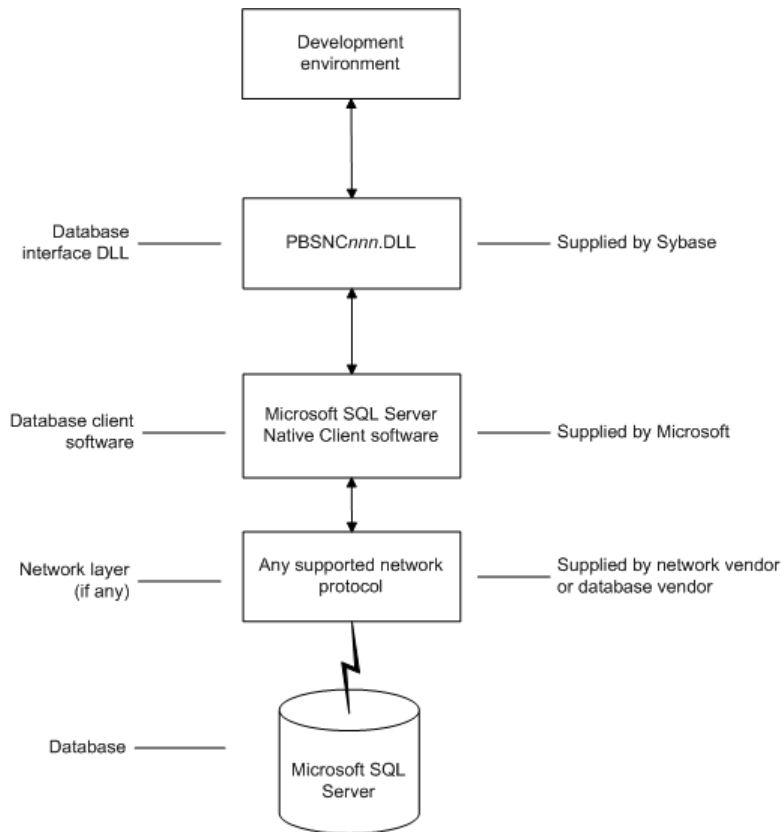 Development
environment
Database
interface DLL
PBSNCnnn.DLL
Supplied by Sybase
Database client
software
Microsoft SQL Server
Native Client software
Supplied by Microsoft
Network layer
(if any)
Any supported network
protocol
Supplied by network vendor
or database vendor
Database
Microsoft SQL
Server